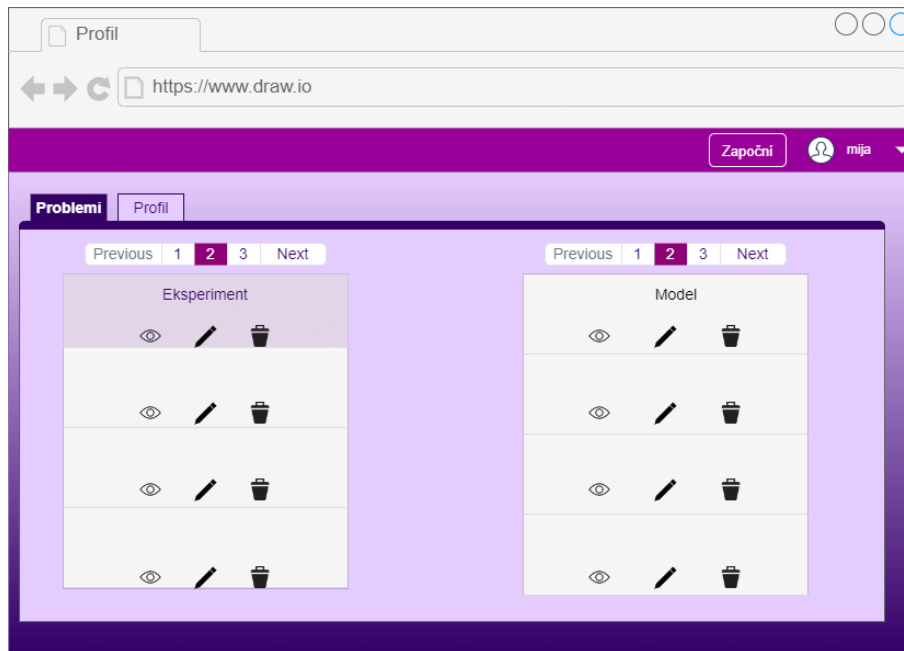 Profil
https://www.draw.io
Započni mija
Problemi Profil
Previous 1 2 3 Next
Eksperiment
Previous 1 2 3 Next
Model